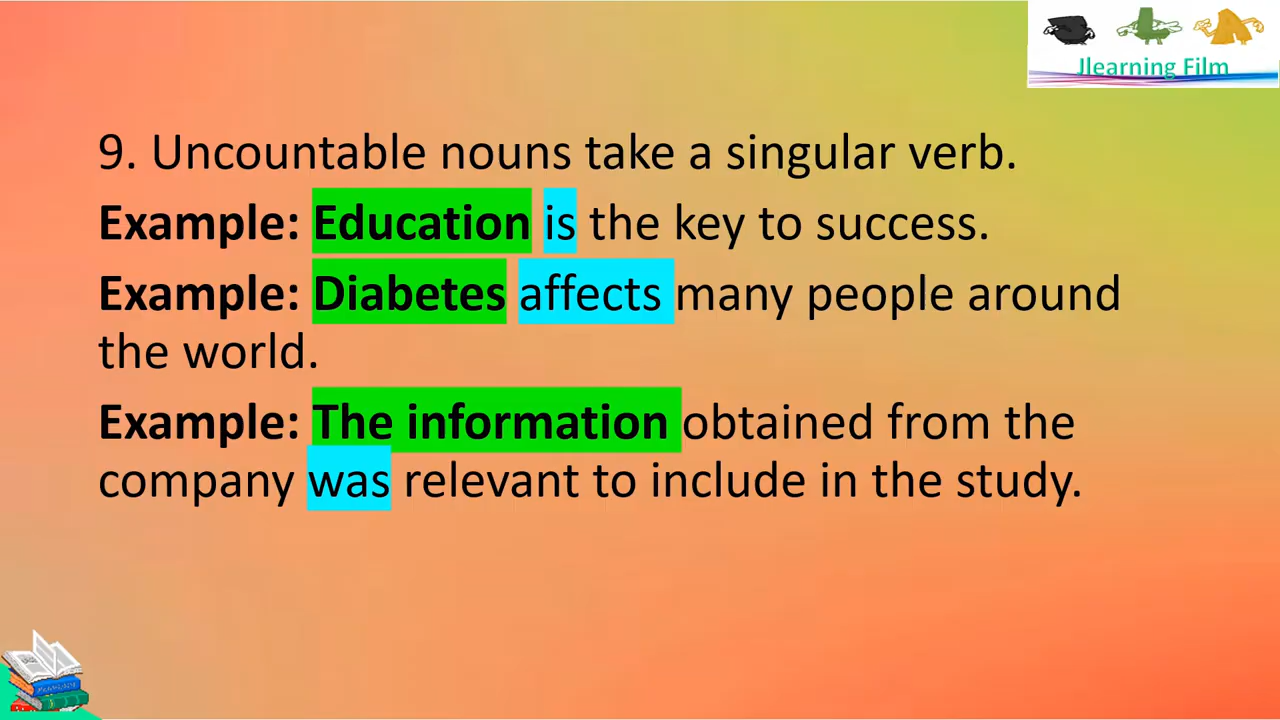 Jlearning Film
9. Uncountable nouns take a singular verb.
Example: Education is the key to success.
Example: Diabetes affects many people around
the world.
Example: The information obtained from the
company was relevant to include in the study.